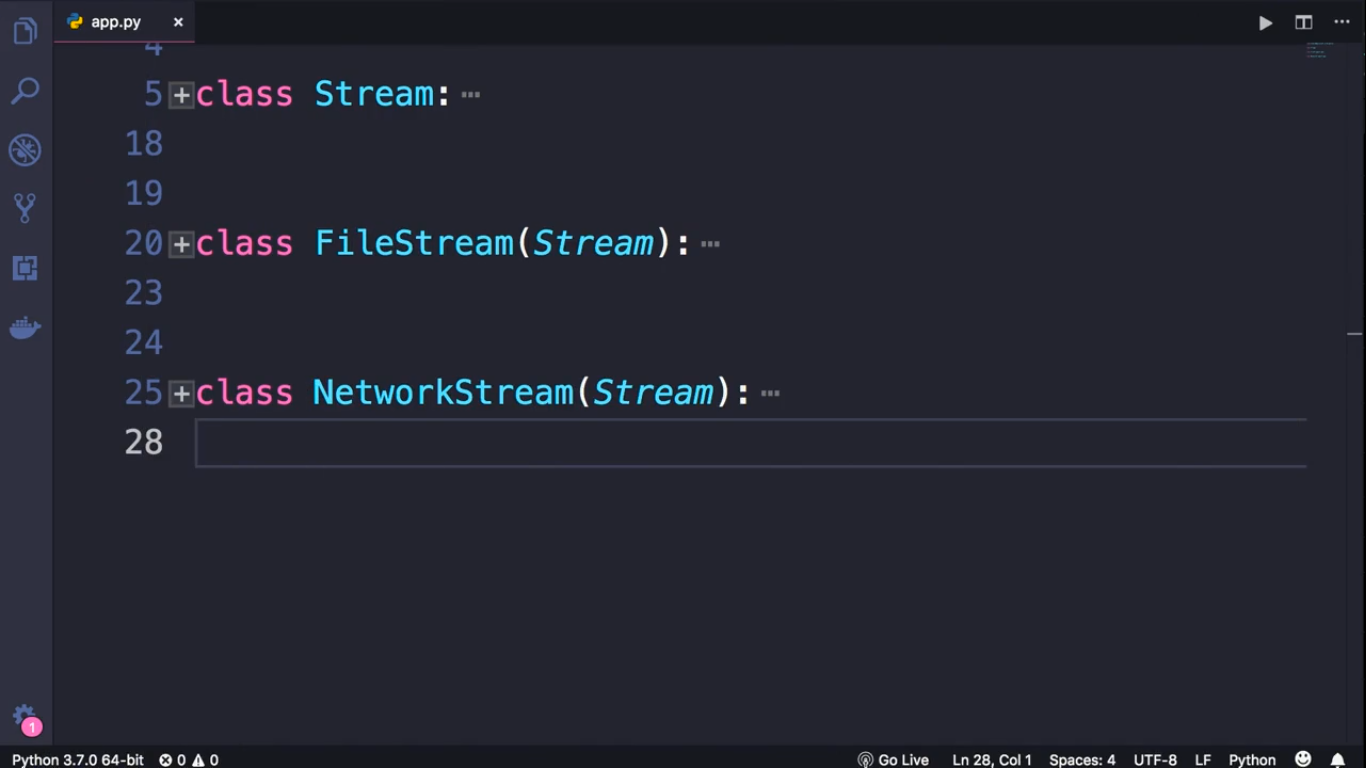 app.py
4
5 class Stream:
18
19
20 class FileStream(Stream):
23
24
25 class NetworkStream(Stream):
28
1
Python 3.7.0 64-bit 0 0 Go Live Ln 28, Col 1 Spaces: 4 UTF-8 LF Python